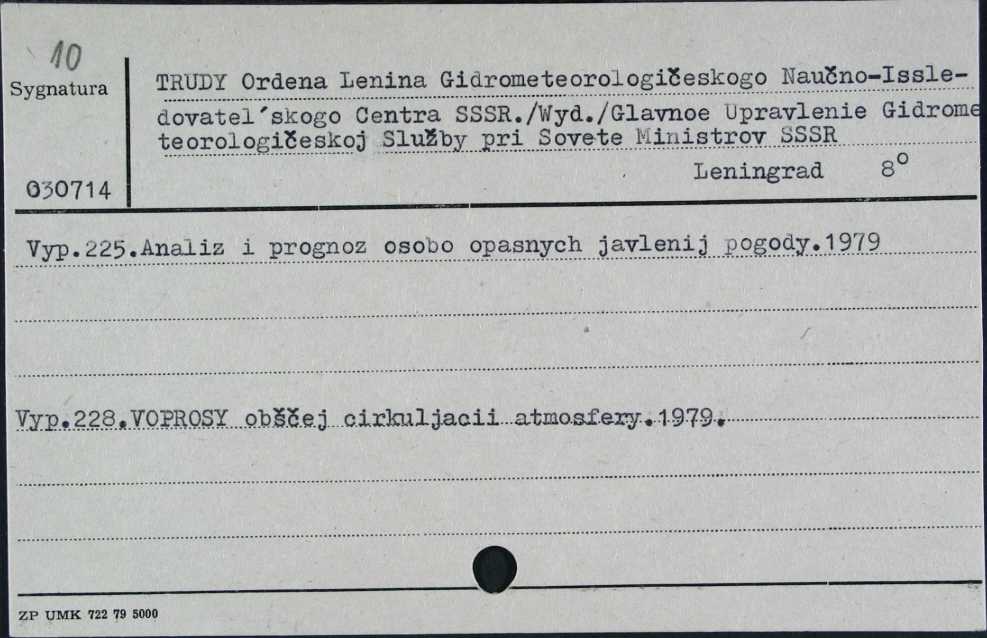 10
Sygnatura
TRUDY Ordena Lenina Gidrometeorologičeskogo Naučno-Issle-
dovatel´skogo Centra SSSR./Wyd./Glavnoe Upravlenie Gidrome
teorologičeskoj Služby pri Sovete Ministrov SSSR
Leningrad 8°
030714
Vyp.225.Analiz i prognoz osobo opasnych javlenij pogody.1979
Vyp.228.VOPROSY obščej cirkuljacii atmosfery.1979.
ZP UMK 722 79 5000